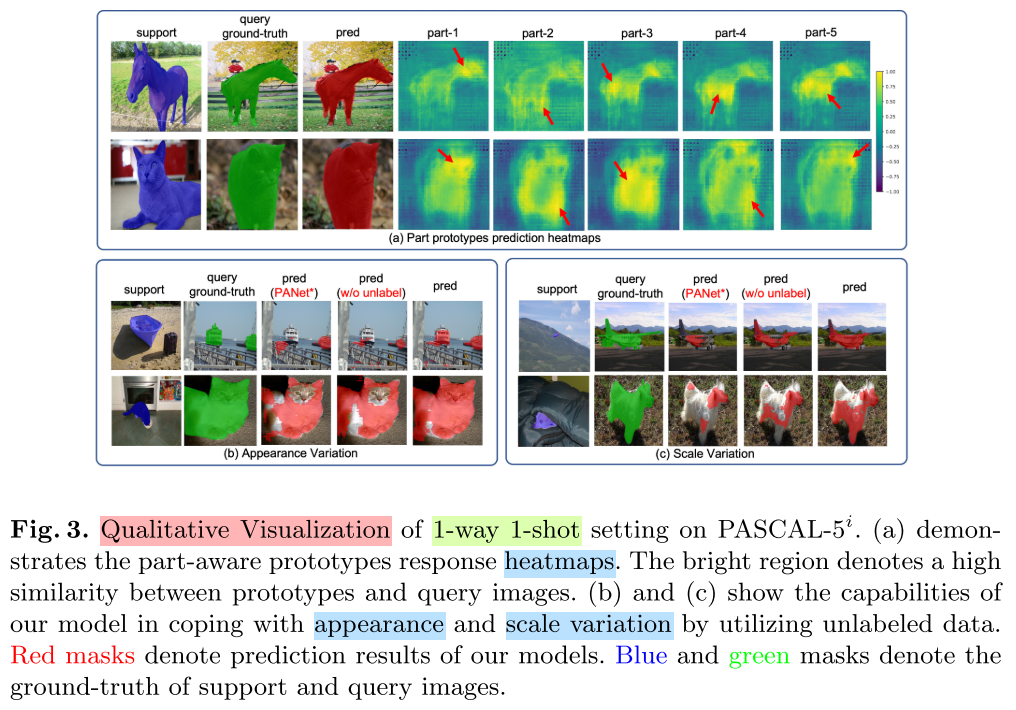 support
query
ground-truth
pred
part-1
part-2
part-3
part-4
part-5
1.00
0.75
0.50
0.25
0.00
−0.25
−0.50
−0.75
−1.00
(a) Part prototypes prediction heatmaps
support
query
ground-truth
pred
(PANet*)
pred
(w/o unlabel)
pred
(b) Appearance Variation
support
query
ground-truth
pred
(PANet*)
pred
(w/o unlabel)
pred
(c) Scale Variation
Fig. 3. Qualitative Visualization of 1-way 1-shot setting on PASCAL-5ⁱ. (a) demon-
strates the part-aware prototypes response heatmaps. The bright region denotes a high
similarity between prototypes and query images. (b) and (c) show the capabilities of
our model in coping with appearance and scale variation by utilizing unlabeled data.
Red masks denote prediction results of our models. Blue and green masks denote the
ground-truth of support and query images.